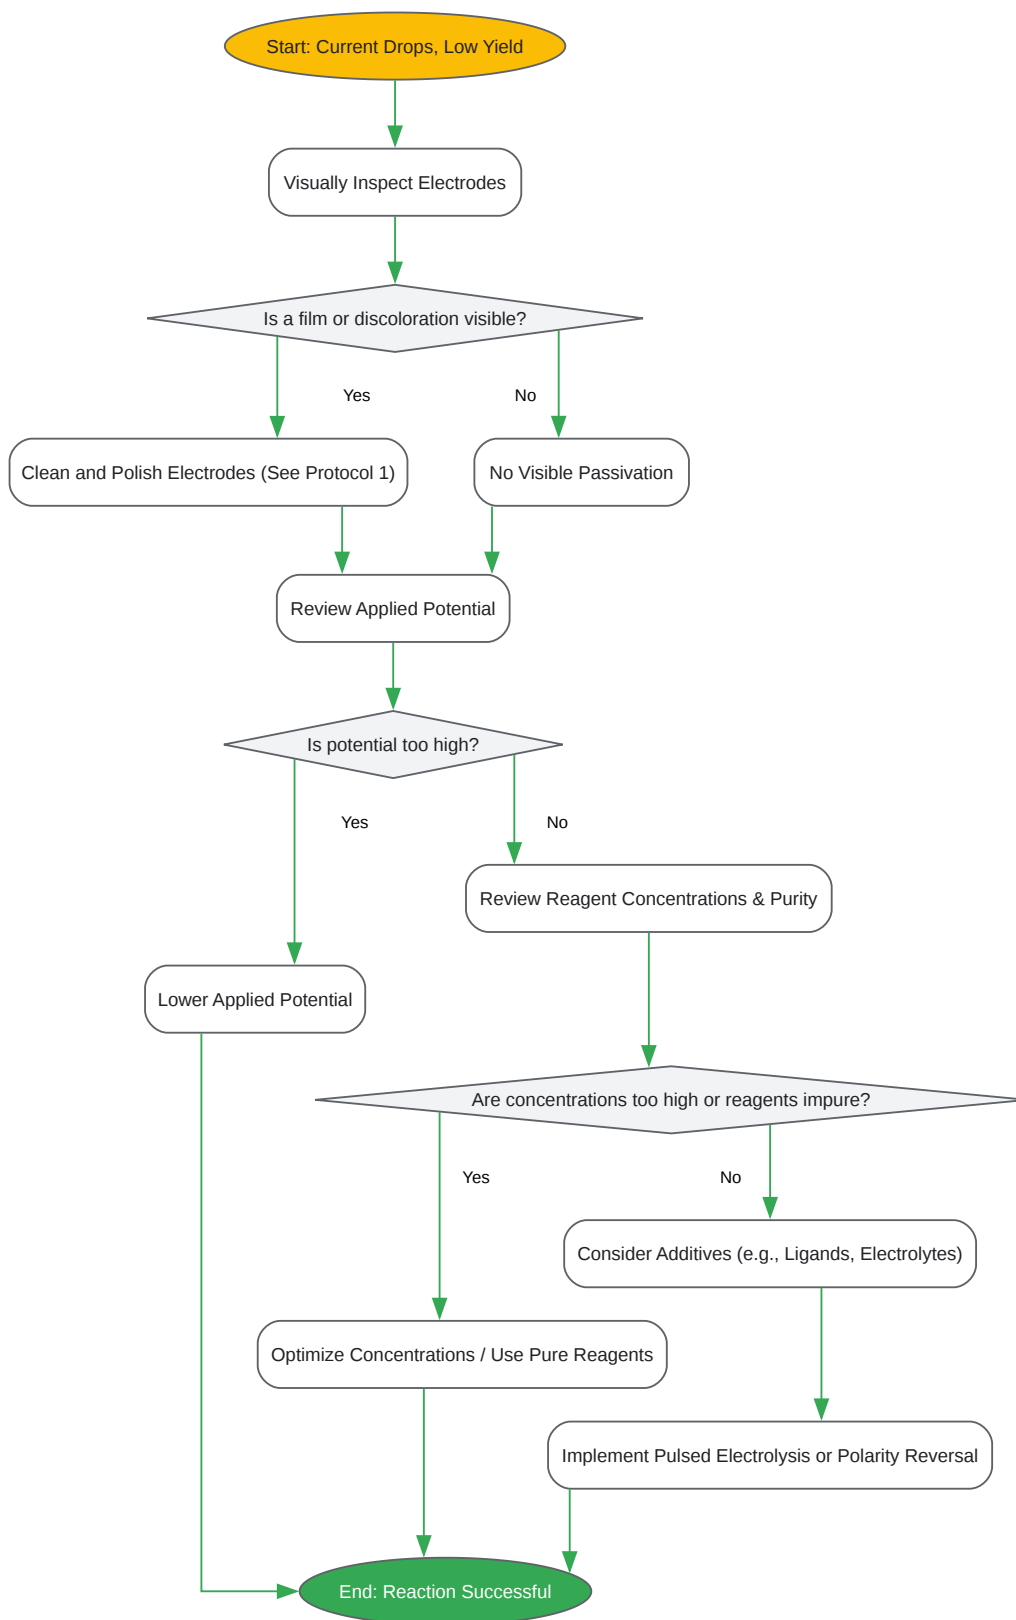 Start: Current Drops, Low Yield
Visually Inspect Electrodes
Is a film or discoloration visible?
Yes
No
Clean and Polish Electrodes (See Protocol 1)
No Visible Passivation
Review Applied Potential
Is potential too high?
Yes
No
Review Reagent Concentrations & Purity
Lower Applied Potential
Are concentrations too high or reagents impure?
Yes
No
Consider Additives (e.g., Ligands, Electrolytes)
Optimize Concentrations / Use Pure Reagents
Implement Pulsed Electrolysis or Polarity Reversal
End: Reaction Successful